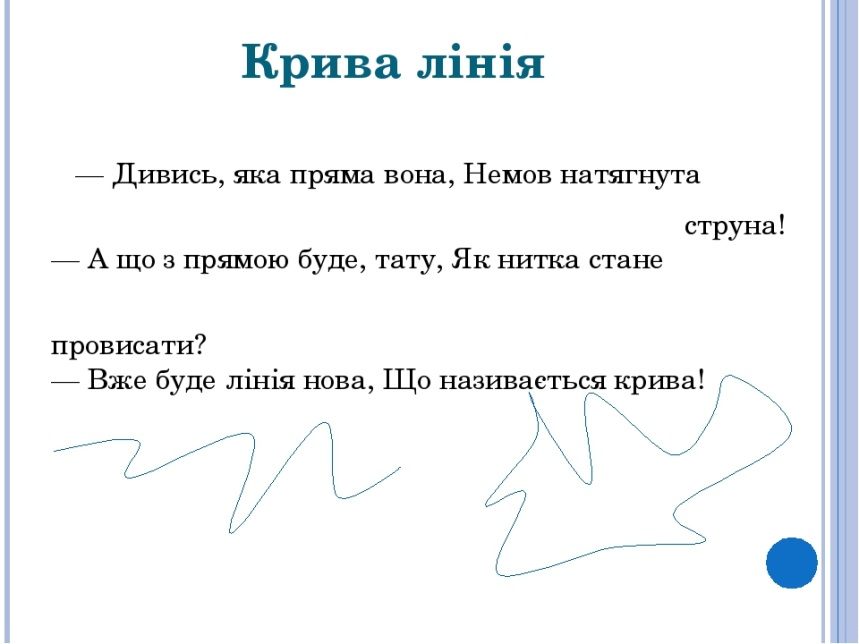 Крива лінія
— Дивись, яка пряма вона, Немов натягнута
струна!
— А що з прямою буде, тату, Як нитка стане
провисати?
— Вже буде лінія нова, Що називається крива!